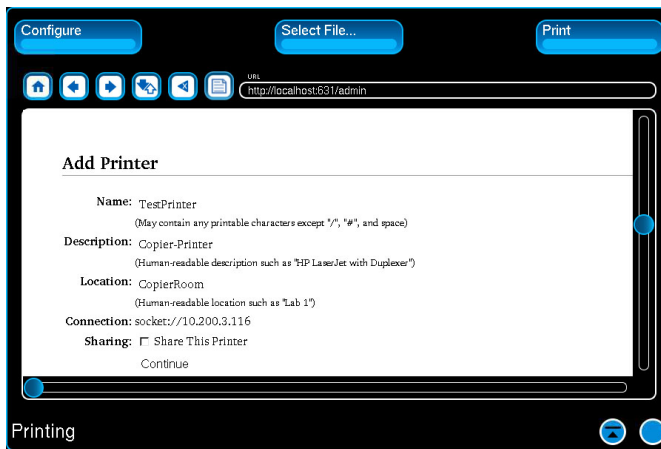 Configure
Select File...
Print
URL
http://localhost:631/admin
Add Printer
Name: TestPrinter
(May contain any printable characters except "/", "#", and space)
Description: Copier-Printer
(Human-readable description such as "HP LaserJet with Duplexer")
Location: CopierRoom
(Human-readable location such as "Lab 1")
Connection: socket://10.200.3.116
Sharing: Share This Printer
Continue
Printing